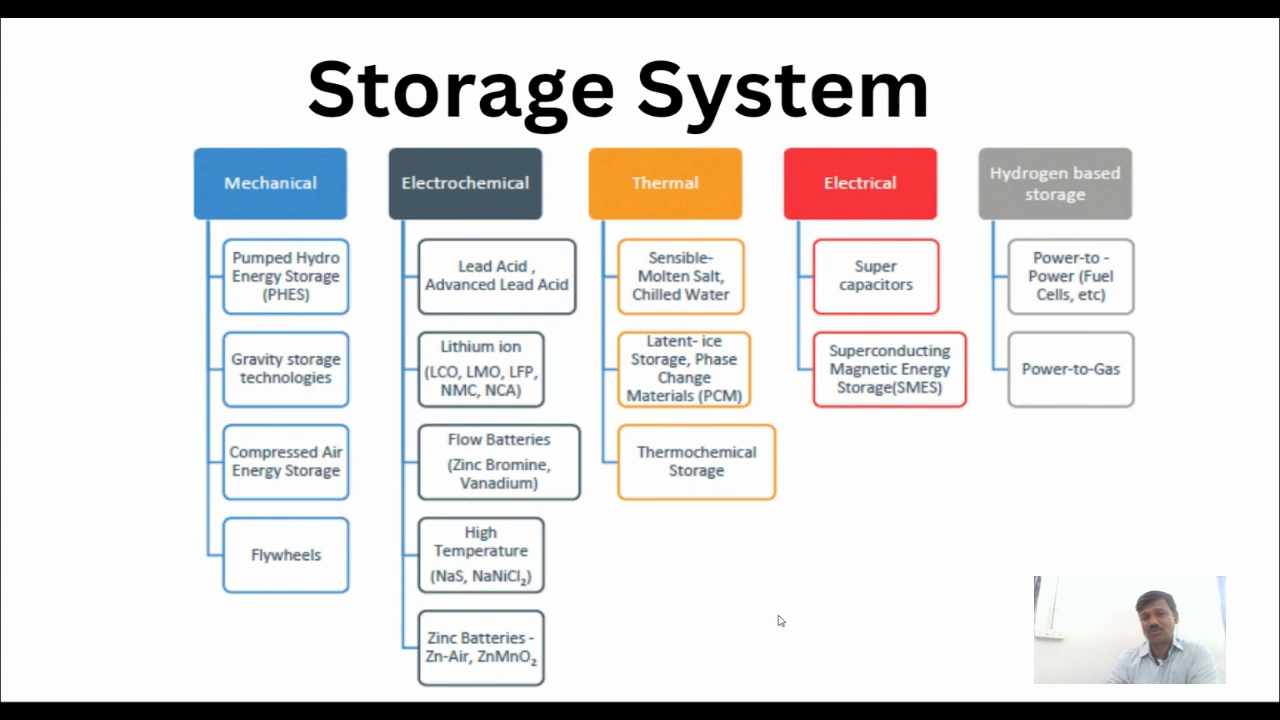 Storage System
Mechanical
Pumped Hydro
Energy Storage
(PHES)
Gravity storage
technologies
Compressed Air
Energy Storage
Flywheels
Electrochemical
Lead Acid ,
Advanced Lead Acid
Lithium ion
(LCO, LMO, LFP,
NMC, NCA)
Flow Batteries
(Zinc Bromine,
Vanadium)
High
Temperature
(NaS, NaNiCl₂)
Zinc Batteries -
Zn-Air, ZnMnO₂
Thermal
Sensible-
Molten Salt,
Chilled Water
Latent- ice
Storage, Phase
Change
Materials (PCM)
Thermochemical
Storage
Electrical
Super
capacitors
Superconducting
Magnetic Energy
Storage(SMES)
Hydrogen based
storage
Power-to -
Power (Fuel
Cells, etc)
Power-to-Gas